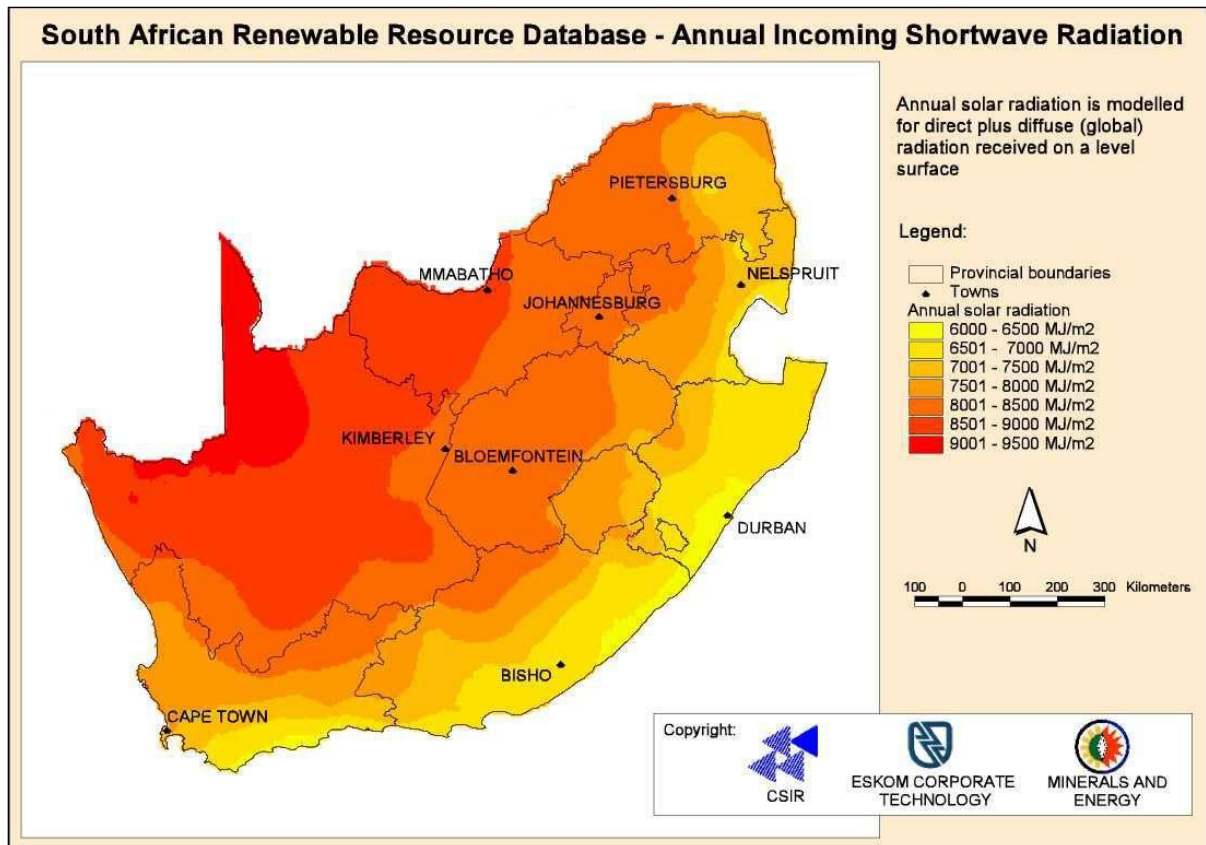 South African Renewable Resource Database - Annual Incoming Shortwave Radiation
Annual solar radiation is modelled
for direct plus diffuse (global)
radiation received on a level
surface
PIETERSBURG
Legend:
MMABATHO
NELSPRUIT
JOHANNESBURG
Provincial boundaries
Towns
Annual solar radiation
6000 - 6500 MJ/m2
6501 - 7000 MJ/m2
7001 - 7500 MJ/m2
7501 - 8000 MJ/m2
8001 - 8500 MJ/m2
8501 - 9000 MJ/m2
9001 - 9500 MJ/m2
KIMBERLEY
BLOEMFONTEIN
DURBAN
N
100 0 100 200 300 Kilometers
BISHO
CAPE TOWN
Copyright:
CSIR
ESKOM CORPORATE
TECHNOLOGY
MINERALS AND
ENERGY